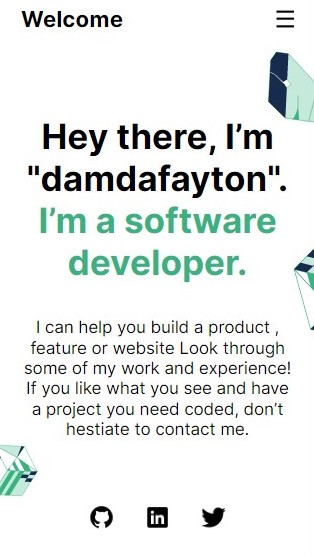 Welcome
Hey there, I’m
"damdafayton".
I’m a software
developer.
I can help you build a product ,
feature or website Look through
some of my work and experience!
If you like what you see and have
a project you need coded, don’t
hestiate to contact me.